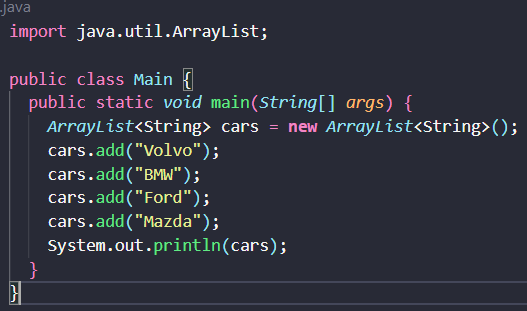 .java
import java.util.ArrayList;
public class Main {
public static void main(String[] args) {
ArrayList<String> cars = new ArrayList<String>();
cars.add("Volvo");
cars.add("BMW");
cars.add("Ford");
cars.add("Mazda");
System.out.println(cars);
}
}